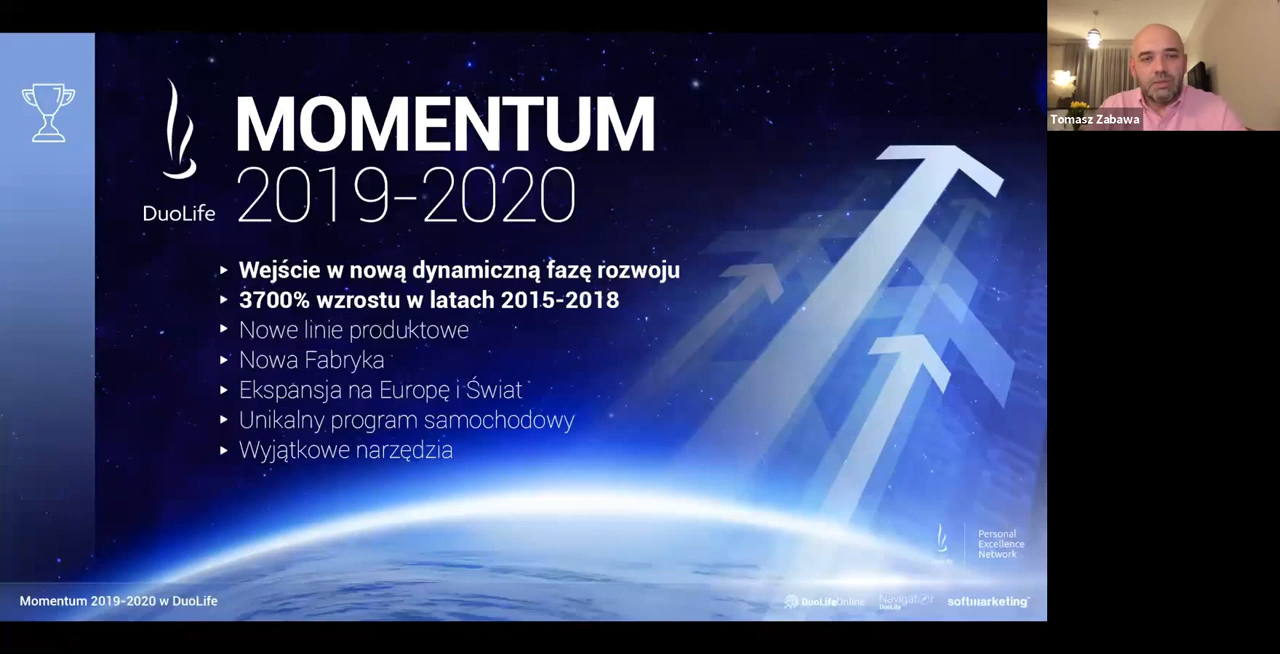 MOMENTUM
2019-2020
DuoLife
Wejście w nową dynamiczną fazę rozwoju
3700% wzrostu w latach 2015-2018
Nowe linie produktowe
Nowa Fabryka
Ekspansja na Europę i Świat
Unikalny program samochodowy
Wyjątkowe narzędzia
Personal
Excellence
Network
Momentum 2019-2020 w DuoLife
DuoLifeOnline
Navigator
DuoLife
softmarketing
Tomasz Zabawa